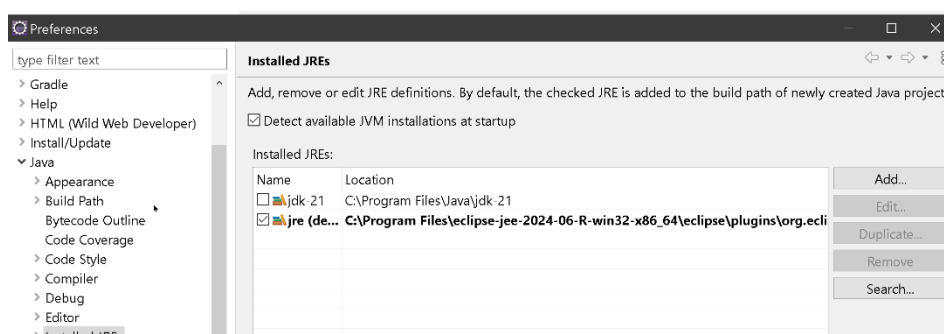 Preferences
type filter text
Installed JREs
Gradle
Help
HTML (Wild Web Developer)
Install/Update
Java
Appearance
Build Path
Bytecode Outline
Code Coverage
Code Style
Compiler
Debug
Editor
Installed JREs
Add, remove or edit JRE definitions. By default, the checked JRE is added to the build path of newly created Java project
Detect available JVM installations at startup
Installed JREs:
Name Location
jdk-21 C:\Program Files\Java\jdk-21
jre (de... C:\Program Files\eclipse-jee-2024-06-R-win32-x86_64\eclipse\plugins\org.ecli
Add...
Edit...
Duplicate...
Remove
Search...